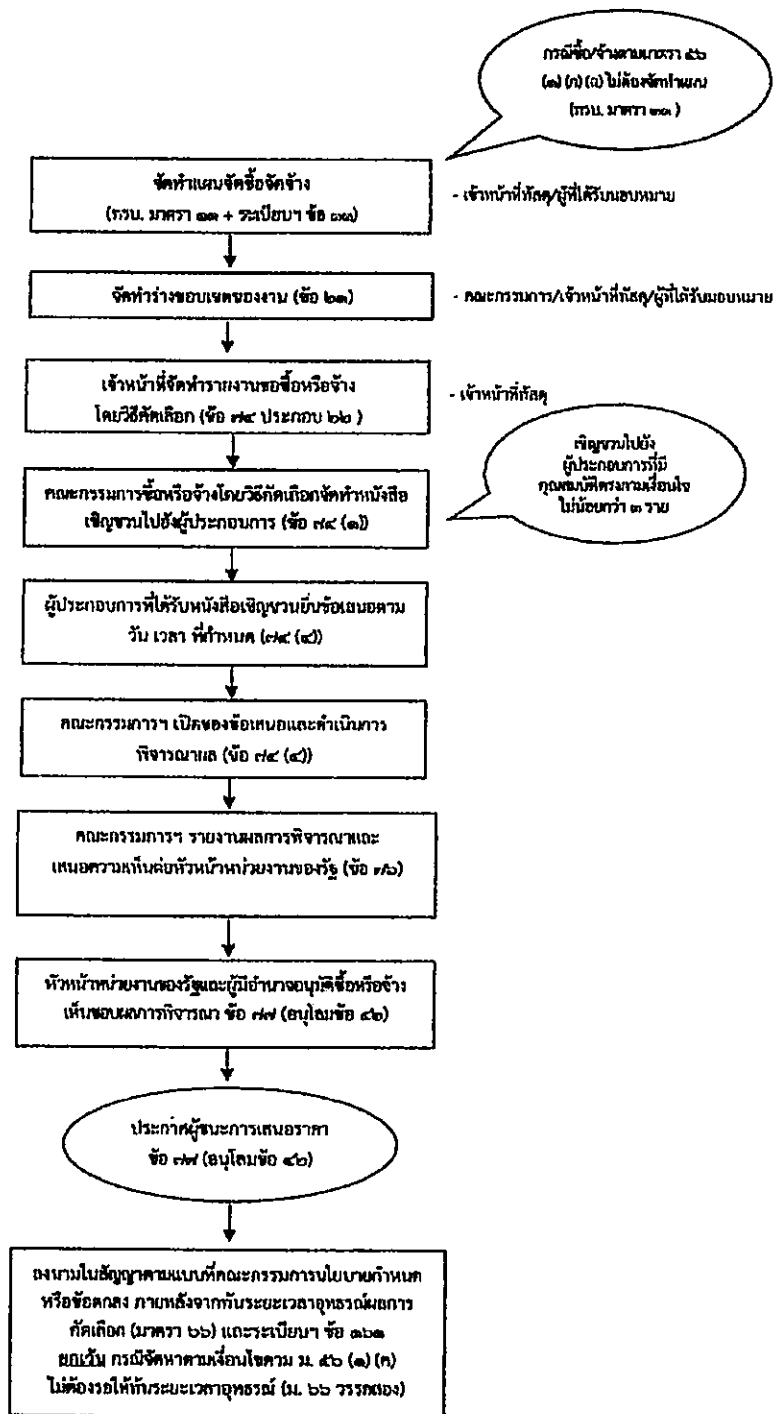 กรณีซื้อ/จ้างตามมาตรา ๕๖
(๑) (ค) (ฉ) ไม่ต้องจัดทำแผน
(พรบ. มาตรา ๑๑)
จัดทำแผนจัดซื้อจัดจ้าง
(พรบ. มาตรา ๑๑ + ระเบียบฯ ข้อ ๑๑)
- เจ้าหน้าที่พัสดุ/ผู้ที่ได้รับมอบหมาย
จัดทำร่างขอบเขตของงาน (ข้อ ๒๑)
- คณะกรรมการ/เจ้าหน้าที่พัสดุ/ผู้ที่ได้รับมอบหมาย
เจ้าหน้าที่จัดทำรายงานขอซื้อหรือจ้าง
โดยวิธีคัดเลือก (ข้อ ๗๔ ประกอบ ๒๒ )
- เจ้าหน้าที่พัสดุ
เชิญชวนไปยัง
ผู้ประกอบการที่มี
คุณสมบัติตรงตามเงื่อนไข
ไม่น้อยกว่า ๓ ราย
คณะกรรมการซื้อหรือจ้างโดยวิธีคัดเลือกจัดทำหนังสือ
เชิญชวนไปยังผู้ประกอบการ (ข้อ ๗๔ (๑))
ผู้ประกอบการที่ได้รับหนังสือเชิญชวนยื่นข้อเสนอตาม
วัน เวลา ที่กำหนด (๗๔ (๔))
คณะกรรมการฯ เปิดซองข้อเสนอและดำเนินการ
พิจารณาผล (ข้อ ๗๔ (๔))
คณะกรรมการฯ รายงานผลการพิจารณาและ
เสนอความเห็นต่อหัวหน้าหน่วยงานของรัฐ (ข้อ ๗๖)
หัวหน้าหน่วยงานของรัฐและผู้มีอำนาจอนุมัติซื้อหรือจ้าง
เห็นชอบผลการพิจารณา ข้อ ๗๗ (อนุโลมข้อ ๔๒)
ประกาศผู้ชนะการเสนอราคา
ข้อ ๗๗ (อนุโลมข้อ ๔๒)
ลงนามในสัญญาตามแบบที่คณะกรรมการนโยบายกำหนด
หรือข้อตกลง ภายหลังจากพ้นระยะเวลาอุทธรณ์ผลการ
คัดเลือก (มาตรา ๖๖) และระเบียบฯ ข้อ ๑๖๑
ยกเว้น กรณีจัดหาตามเงื่อนไขตาม ม. ๕๖ (๑) (ค)
ไม่ต้องรอให้พ้นระยะเวลาอุทธรณ์ (ม. ๖๖ วรรคสอง)